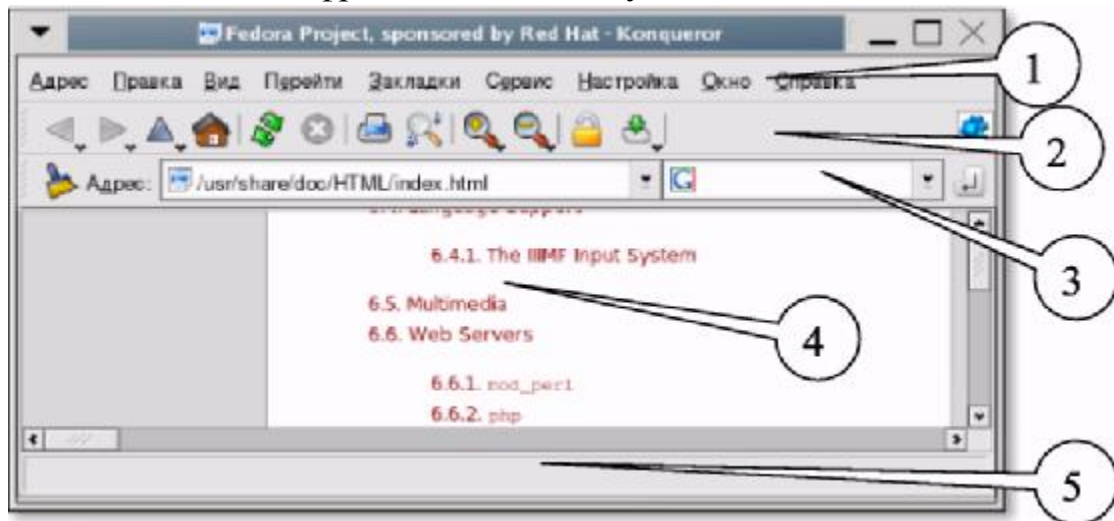 Fedora Project, sponsored by Red Hat - Konqueror
Адрес Правка Вид Перейти Закладки Сервис Настройка Окно Справка
1
2
Адрес: /usr/share/doc/HTML/index.html G
3
6.4.1. The IIIMF Input System
6.5. Multimedia
4
6.6. Web Servers
6.6.1. mod_perl
6.6.2. php
5